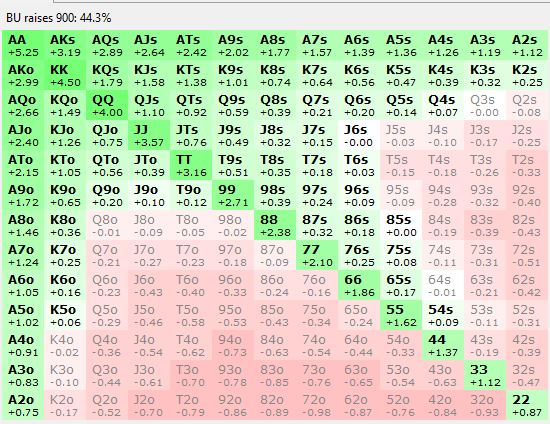 BU raises 900: 44.3%
AA AKs AQs AJs ATs A9s A8s A7s A6s A5s A4s A3s A2s
+5.25 +3.19 +2.89 +2.64 +2.42 +2.02 +1.77 +1.57 +1.39 +1.36 +1.26 +1.19 +1.12
AKo KK KQs KJs KTs K9s K8s K7s K6s K5s K4s K3s K2s
+2.99 +4.50 +1.79 +1.58 +1.38 +1.01 +0.74 +0.64 +0.56 +0.47 +0.39 +0.32 +0.25
AQo KQo QQ QJs QTs Q9s Q8s Q7s Q6s Q5s Q4s Q3s Q2s
+2.66 +1.49 +4.00 +1.10 +0.92 +0.59 +0.39 +0.21 +0.20 +0.14 +0.07 -0.00 -0.08
AJo KJo QJo JJ JTs J9s J8s J7s J6s J5s J4s J3s J2s
+2.40 +1.26 +0.75 +3.57 +0.76 +0.49 +0.32 +0.15 -0.00 -0.03 -0.10 -0.17 -0.25
ATo KTo QTo JTo TT T9s T8s T7s T6s T5s T4s T3s T2s
+2.15 +1.05 +0.56 +0.39 +3.16 +0.51 +0.35 +0.18 +0.03 -0.15 -0.18 -0.26 -0.33
A9o K9o Q9o J9o T9o 99 98s 97s 96s 95s 94s 93s 92s
+1.72 +0.65 +0.20 +0.10 +0.12 +2.71 +0.39 +0.24 +0.09 -0.09 -0.28 -0.32 -0.40
A8o K8o Q8o J8o T8o 98o 88 87s 86s 85s 84s 83s 82s
+1.46 +0.36 -0.01 -0.09 -0.05 -0.02 +2.38 +0.32 +0.18 +0.00 -0.19 -0.39 -0.43
A7o K7o Q7o J7o T7o 97o 87o 77 76s 75s 74s 73s 72s
+1.24 +0.25 -0.21 -0.27 -0.23 -0.18 -0.09 +2.10 +0.25 +0.08 -0.11 -0.31 -0.51
A6o K6o Q6o J6o T6o 96o 86o 76o 66 65s 64s 63s 62s
+1.05 +0.16 -0.23 -0.43 -0.40 -0.33 -0.24 -0.16 +1.86 +0.17 -0.01 -0.21 -0.42
A5o K5o Q5o J5o T5o 95o 85o 75o 65o 55 54s 53s 52s
+1.02 +0.06 -0.29 -0.46 -0.58 -0.53 -0.43 -0.34 -0.24 +1.62 +0.09 -0.11 -0.31
A4o K4o Q4o J4o T4o 94o 84o 74o 64o 54o 44 43s 42s
+0.91 -0.02 -0.36 -0.54 -0.62 -0.73 -0.63 -0.54 -0.44 -0.33 +1.37 -0.19 -0.39
A3o K3o Q3o J3o T3o 93o 83o 73o 63o 53o 43o 33 32s
+0.83 -0.10 -0.44 -0.61 -0.70 -0.78 -0.85 -0.76 -0.65 -0.54 -0.63 +1.12 -0.47
A2o K2o Q2o J2o T2o 92o 82o 72o 62o 52o 42o 32o 22
+0.75 -0.17 -0.52 -0.70 -0.79 -0.86 -0.89 -0.98 -0.87 -0.76 -0.84 -0.93 +0.87